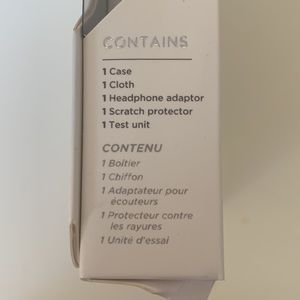 CONTAINS
1 Case
1 Cloth
1 Headphone adaptor
1 Scratch protector
1 Test unit
CONTENU
1 Boîtier
1 Chiffon
1 Adaptateur pour
écouteurs
1 Protecteur contre
les rayures
1 Unité d'essai